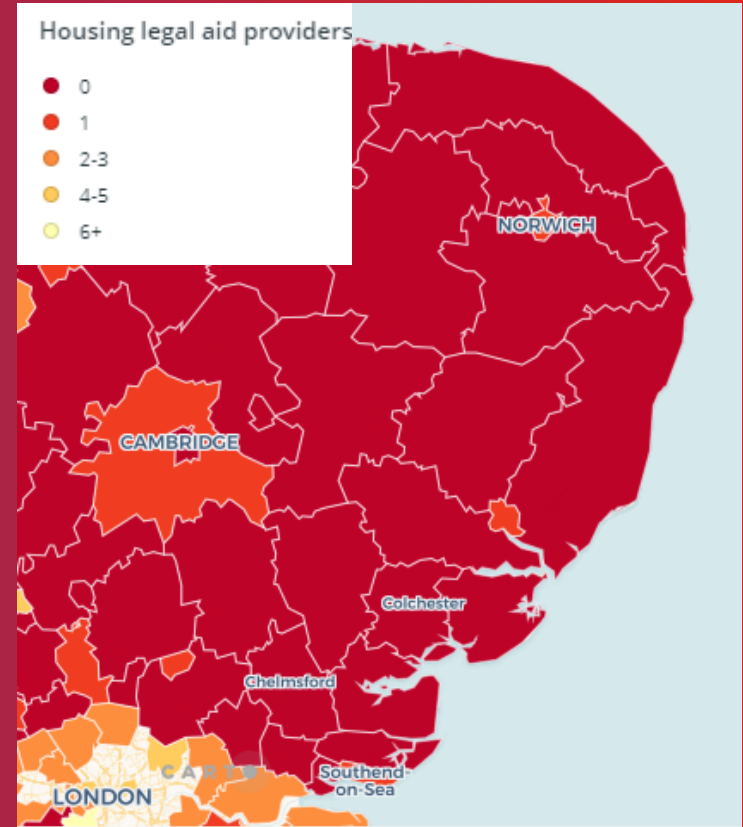 Housing legal aid providers
0
1
2-3
4-5
6+
NORWICH
CAMBRIDGE
Colchester
Chelmsford
CARTO
Southend-
on-Sea
LONDON